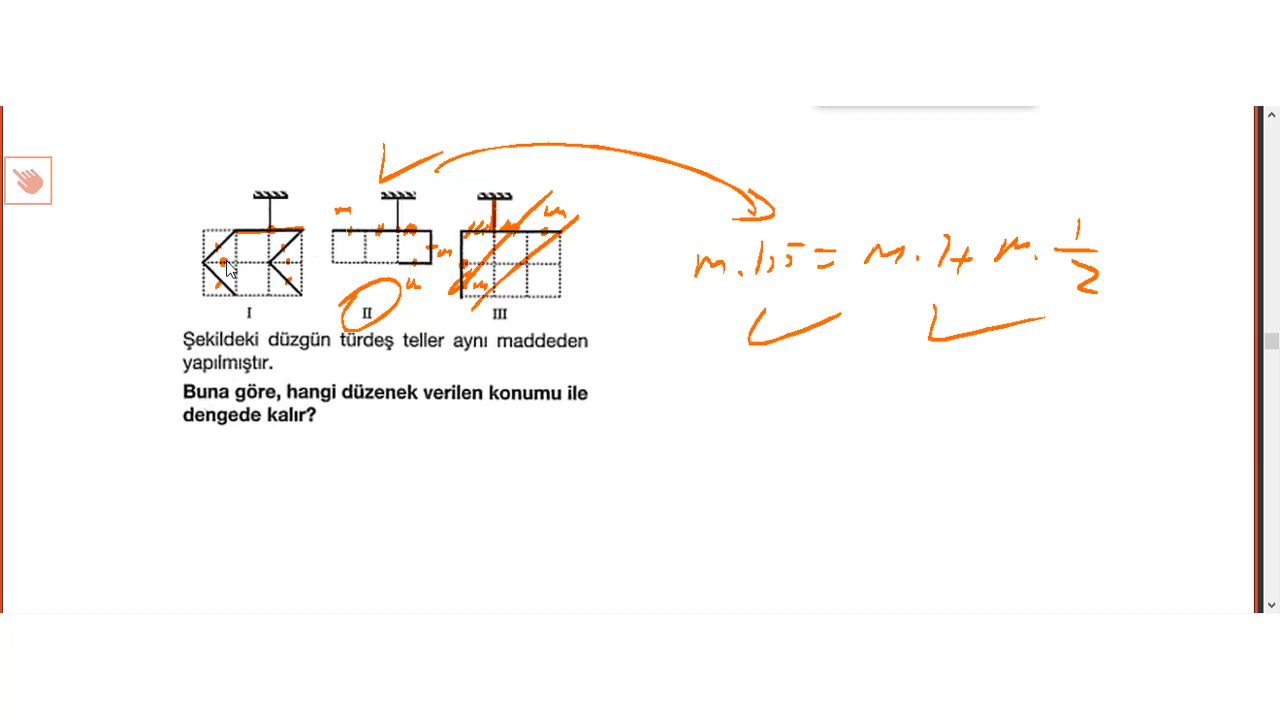 m
m
m
m
m
I
II
III
m . 1,5 = m . 1 + m . 1/2
Şekildeki düzgün türdeş teller aynı maddeden
yapılmıştır.
Buna göre, hangi düzenek verilen konumu ile
dengede kalır?